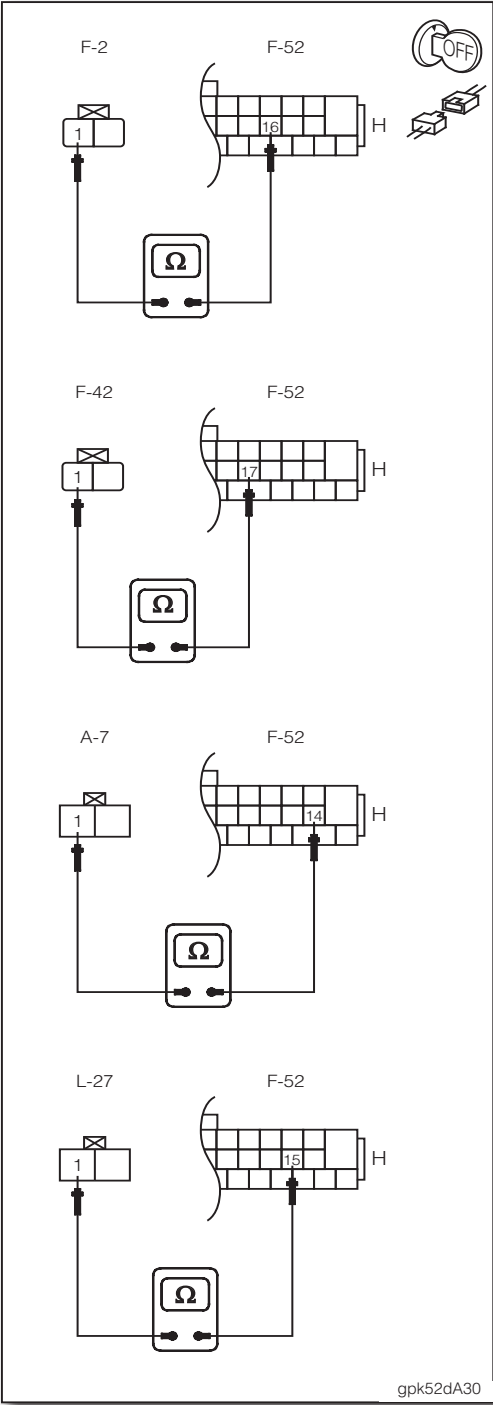 F-2 F-52
OFF
1 16 H
Ω
F-42 F-52
1 17 H
Ω
A-7 F-52
1 14 H
Ω
L-27 F-52
1 15 H
Ω
gpk52dA30